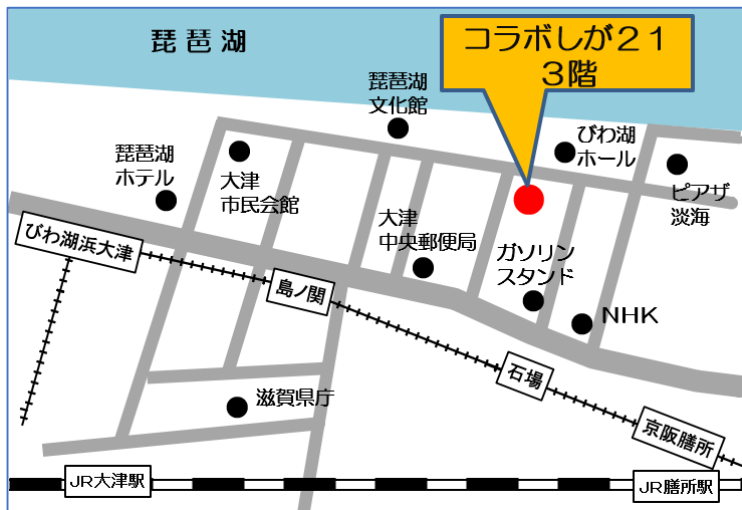 琵琶湖
コラボしが２１
３階
琵琶湖
文化館
びわ湖
ホール
琵琶湖
ホテル
大津
市民会館
ピアザ
淡海
大津
中央郵便局
ガソリン
スタンド
びわ湖浜大津
島ノ関
NHK
石場
滋賀県庁
京阪膳所
JR大津駅
JR膳所駅